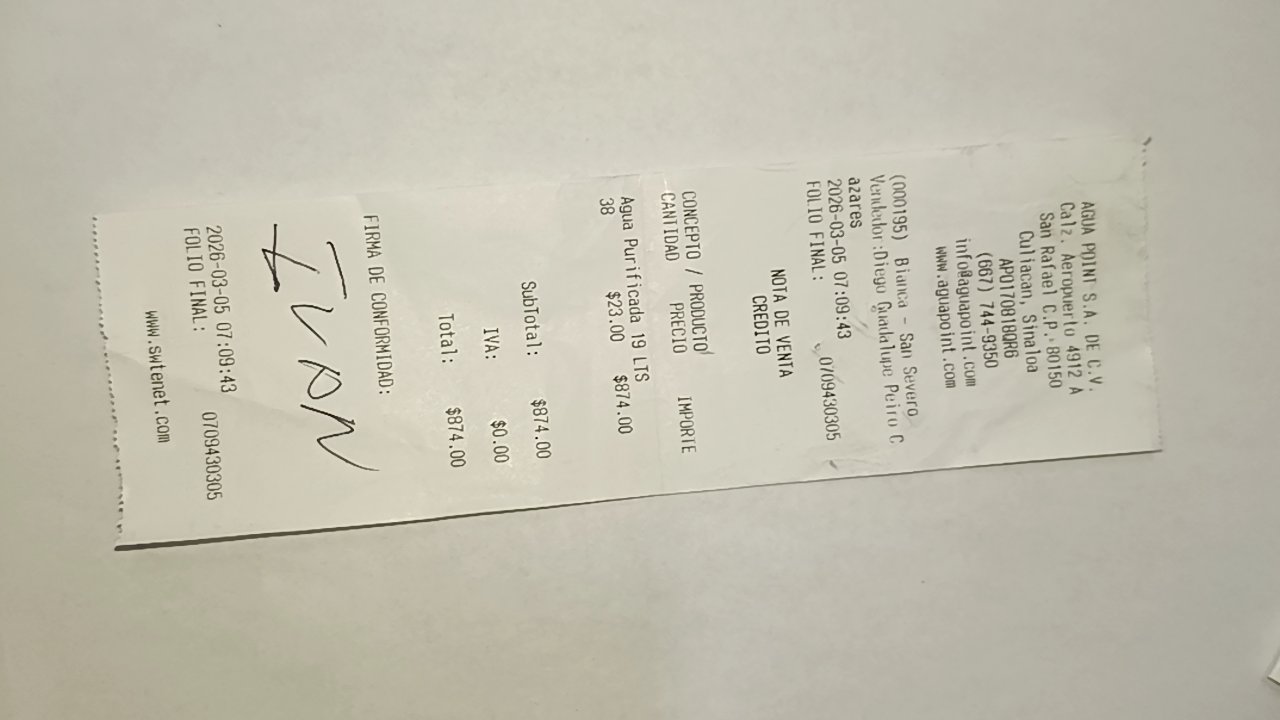 AGUA POINT S.A. DE C.V.
Calz. Aeropuerto 4912 A
San Rafael C.P. 80150
Culiacan, Sinaloa
APO170818QR6
(667) 744-9350
info@aguapoint.com
www.aguapoint.com
(000195) Bianca - San Severo
Vendedor:Diego Guadalupe Peiro C
azares
2026-03-05 07:09:43
FOLIO FINAL: 0709430305
NOTA DE VENTA
CREDITO
CONCEPTO / PRODUCTO
CANTIDAD PRECIO IMPORTE
Agua Purificada 19 LTS
38 $23.00 $874.00
SubTotal: $874.00
IVA: $0.00
Total: $874.00
FIRMA DE CONFORMIDAD:
IVAN
2026-03-05 07:09:43
FOLIO FINAL: 0709430305
www.swtenet.com